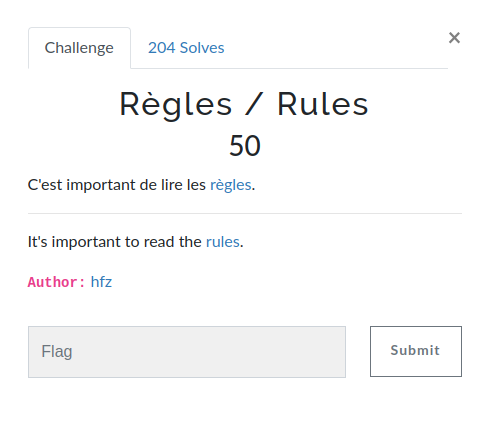 Challenge
204 Solves
×
Règles / Rules
50
C'est important de lire les règles.
It's important to read the rules.
Author: hfz
Flag
Submit